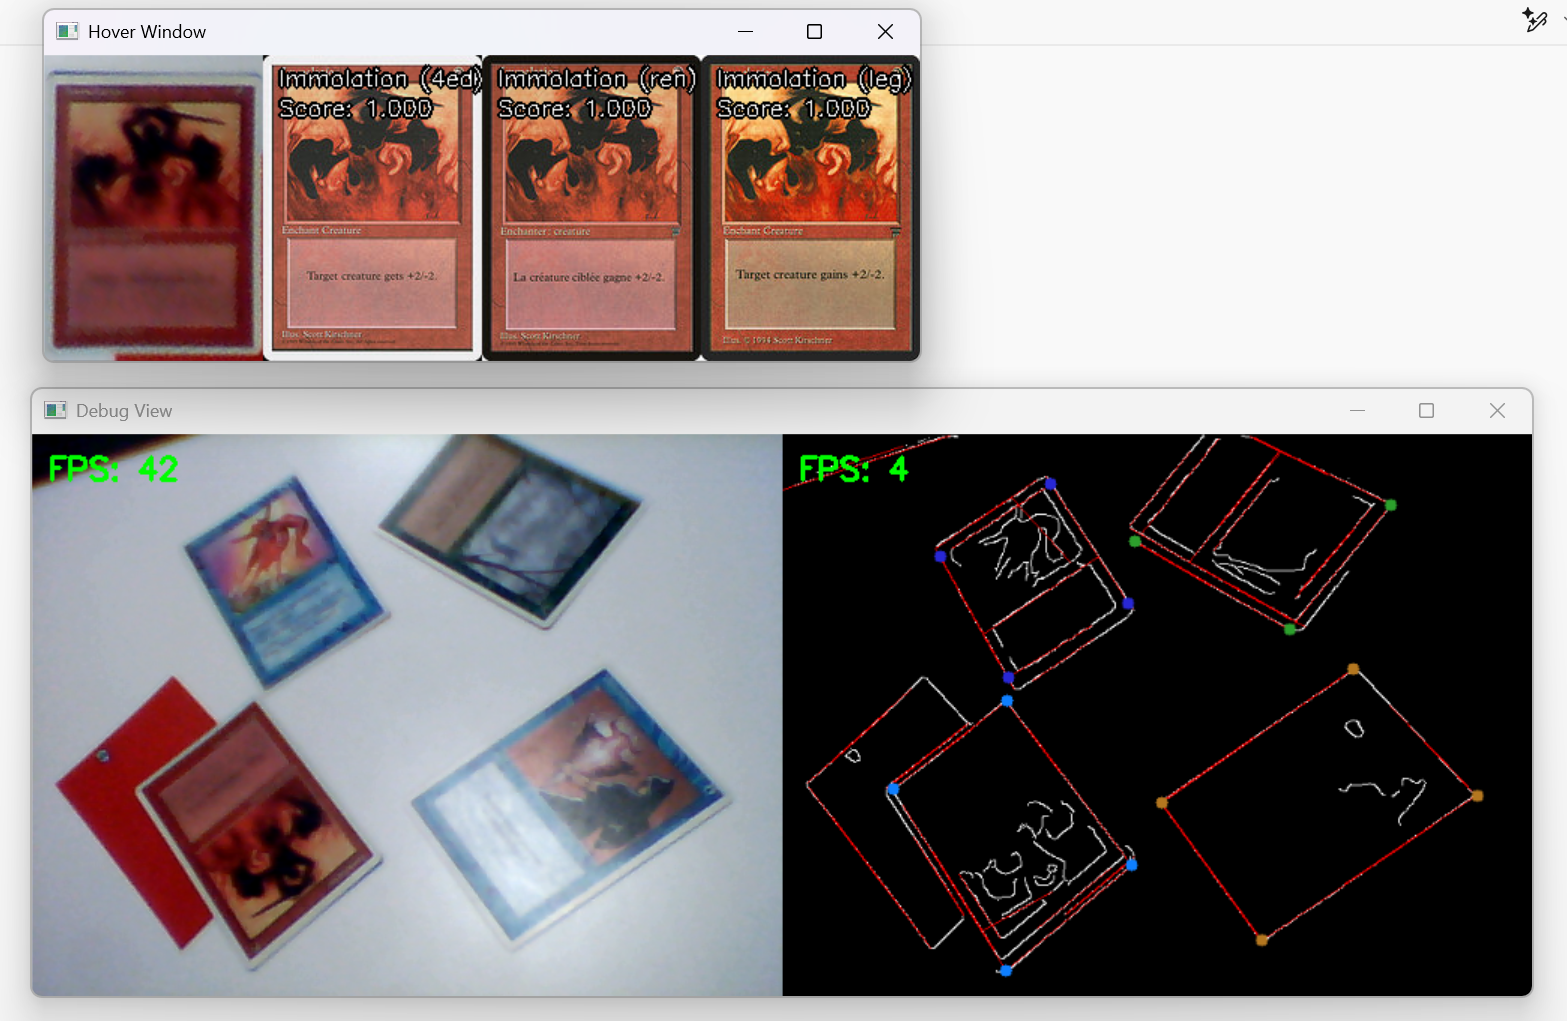 Hover Window
Immolation (4ed)
Score: 1.000
Enchant Creature
Target creature gets +2/-2.
Illus. Scott Kirschner
Immolation (ren)
Score: 1.000
Enchanter: créature
La créature ciblée gagne +2/-2.
Illus. Scott Kirschner
Immolation (leg)
Score: 1.000
Enchant Creature
Target creature gains +2/-2.
Illus. © 1994 Scott Kirschner
Debug View
FPS: 42
FPS: 4